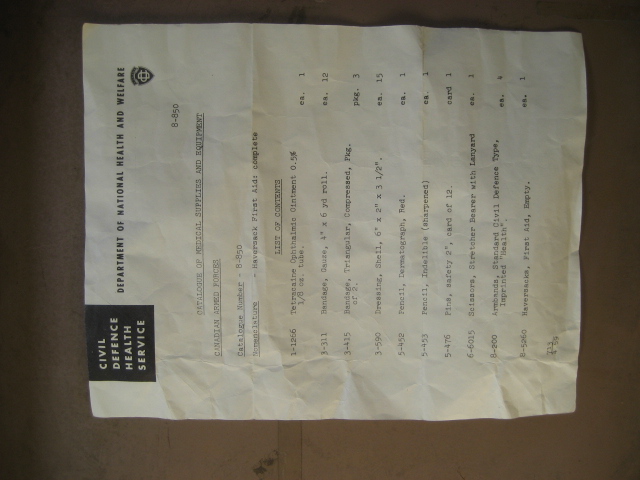 CIVIL
DEFENCE
HEALTH
SERVICE
DEPARTMENT OF NATIONAL HEALTH AND WELFARE
8-850
CATALOGUE OF MEDICAL SUPPLIES AND EQUIPMENT
CANADIAN ARMED FORCES
Catalogue Number - 8-850
Nomenclature - Haversack First Aid: complete
LIST OF CONTENTS
1-1266 Tetrocaine Ophthalmic Ointment 0.5% ea. 1
1/8 oz. tube.
3-311 Bandage, Gauze, 4" x 6 yd roll. ea. 12
3-415 Bandage, Triangular, Compressed, Pkg. pkg. 3
of 2.
3-590 Dressing, Shell, 6" x 2" x 3 1/2". ea. 15
5-452 Pencil, Dermatograph, Red. ea. 1
5-453 Pencil, Indelible (sharpened) ea. 1
5-476 Pins, safety 2", card of 12. card 1
6-6015 Scissors, Stretcher Bearer with Lanyard ea. 1
8-200 Armbands, Standard Civil Defence Type, ea. 4
Imprinted "Health".
8-5260 Haversacks, First Aid, Empty. ea. 1